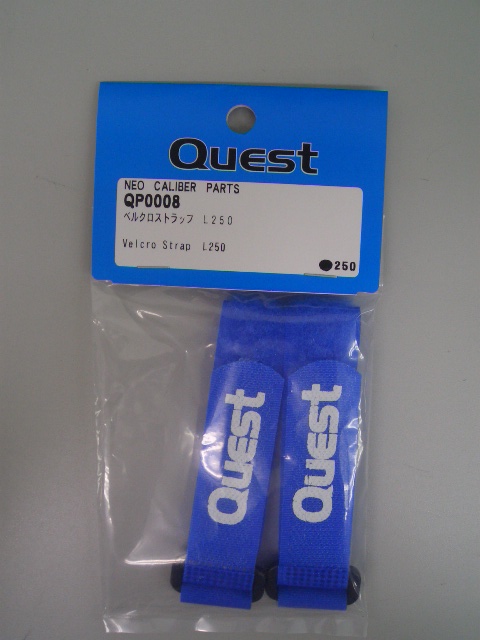 Quest
NEO CALIBER PARTS
QP0008
ベルクロストラップ L250
Velcro Strap L250
●250
Quest
Quest